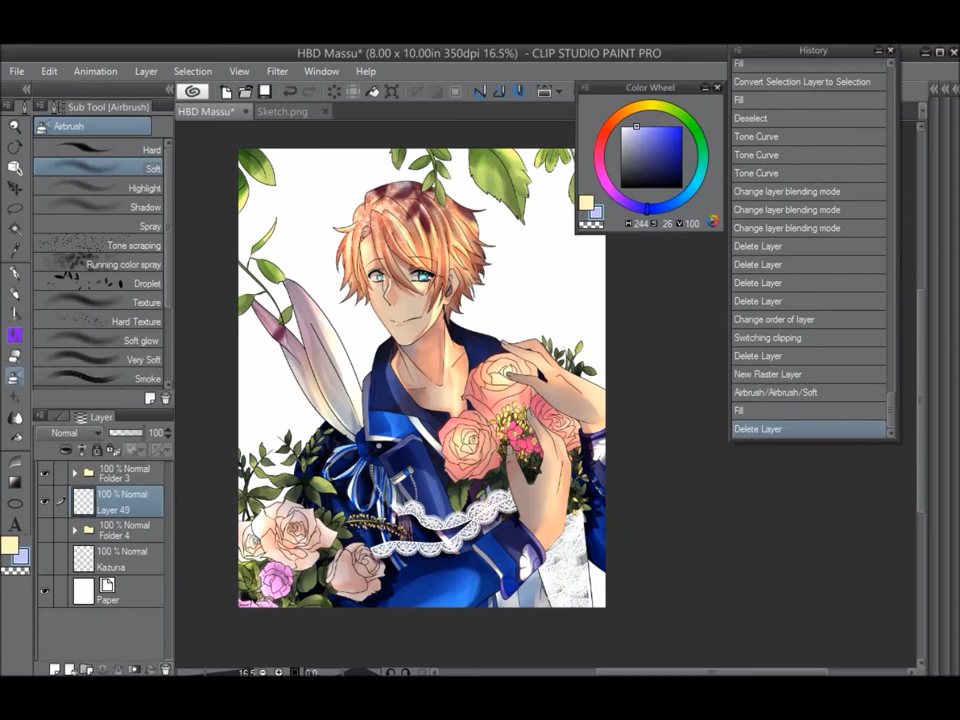 HBD Massu* (8.00 x 10.00in 350dpi 16.5%) - CLIP STUDIO PAINT PRO
File Edit Animation Layer Selection View Filter Window Help
Sub Tool [Airbrush]
Airbrush
Hard
Soft
Highlight
Shadow
Spray
Tone scraping
Running color spray
Droplet
Texture
Hard Texture
Soft glow
Very Soft
Smoke
Layer
Normal 100
100 % Normal
Folder 3
100 % Normal
Layer 49
100 % Normal
Folder 4
100 % Normal
Kazuna
100 % Normal
Paper
HBD Massu* Sketch.png
16.5 0.0
Color Wheel
H 244 S 26 V 100
History
Fill
Convert Selection Layer to Selection
Fill
Deselect
Tone Curve
Tone Curve
Tone Curve
Change layer blending mode
Change layer blending mode
Change layer blending mode
Delete Layer
Delete Layer
Delete Layer
Delete Layer
Change order of layer
Switching clipping
Delete Layer
New Raster Layer
Airbrush/Airbrush/Soft
Fill
Delete Layer